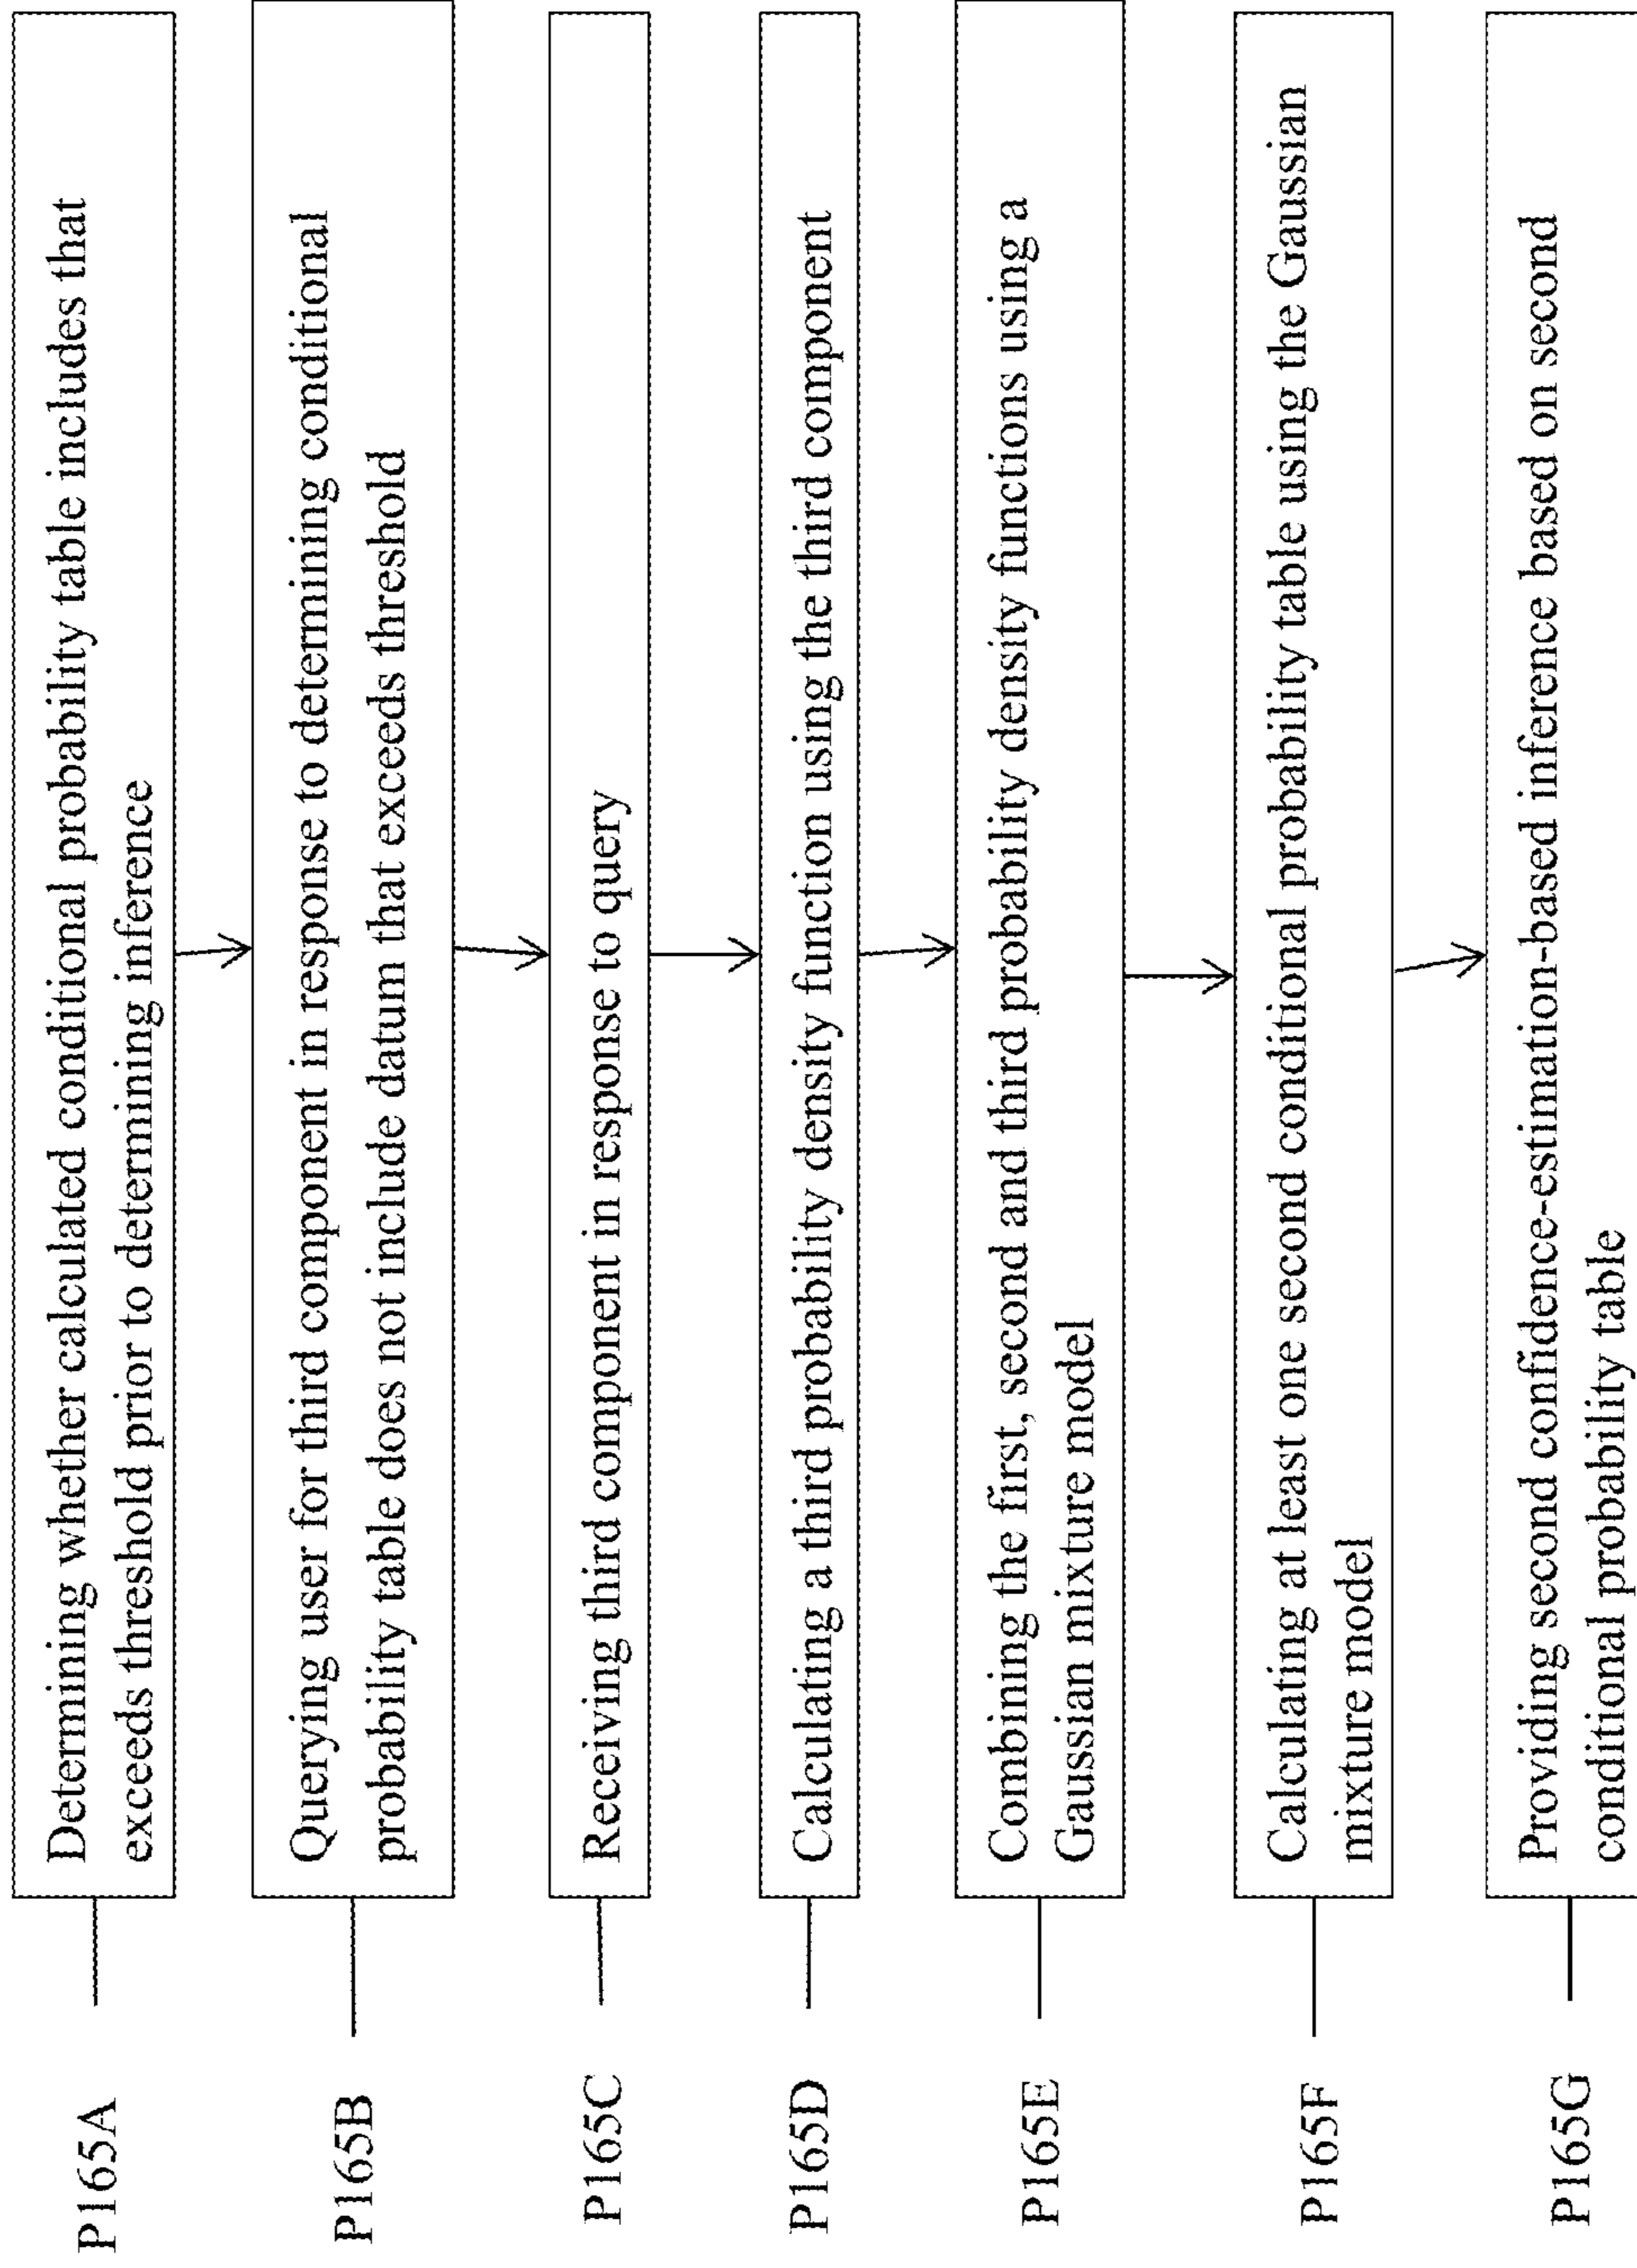 P165A
Determining whether calculated conditional probability table includes that
exceeds threshold prior to determining inference
P165B
Querying user for third component in response to determining conditional
probability table does not include datum that exceeds threshold
P165C
Receiving third component in response to query
P165D
Calculating a third probability density function using the third component
P165E
Combining the first, second and third probability density functions using a
Gaussian mixture model
P165F
Calculating at least one second conditional probability table using the Gaussian
mixture model
P165G
Providing second confidence-estimation-based inference based on second
conditional probability table